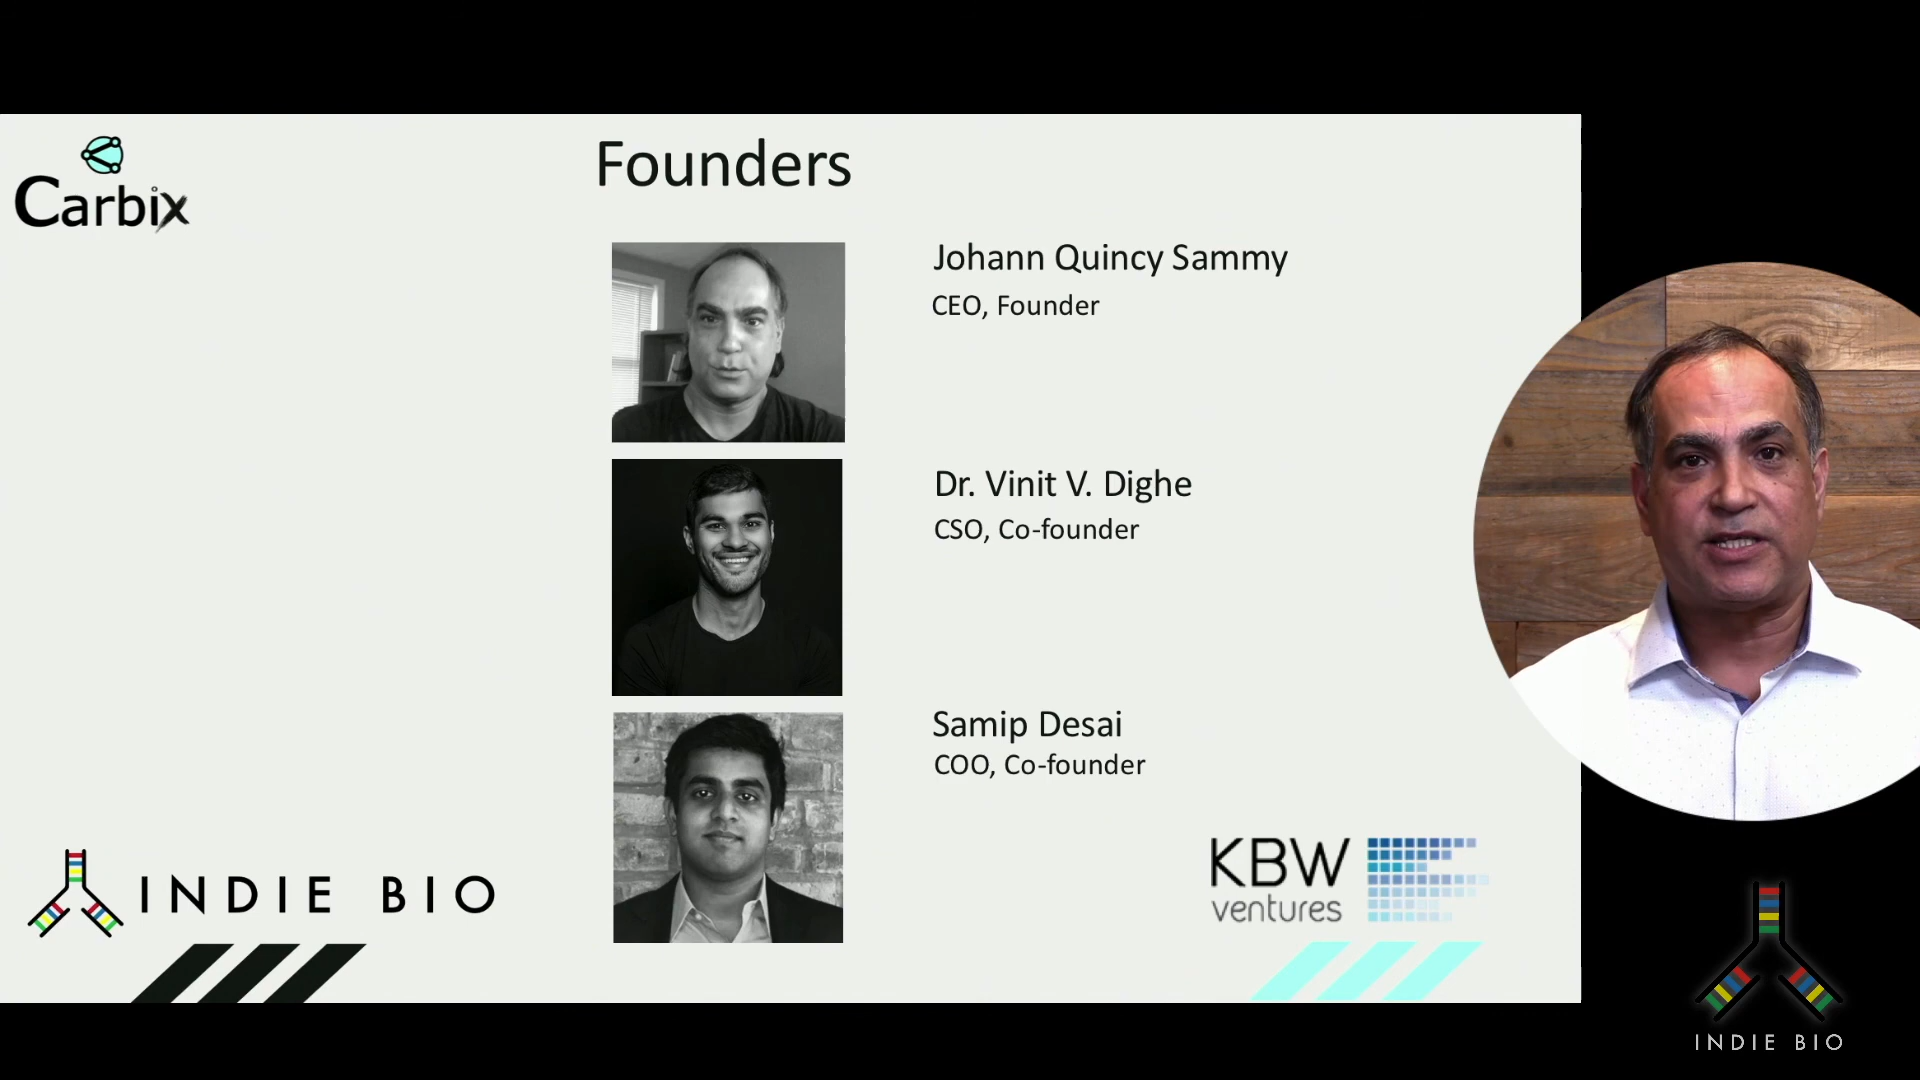 Carbix
Founders
Johann Quincy Sammy
CEO, Founder
Dr. Vinit V. Dighe
CSO, Co-founder
Samip Desai
COO, Co-founder
INDIE BIO
KBW
ventures
INDIE BIO